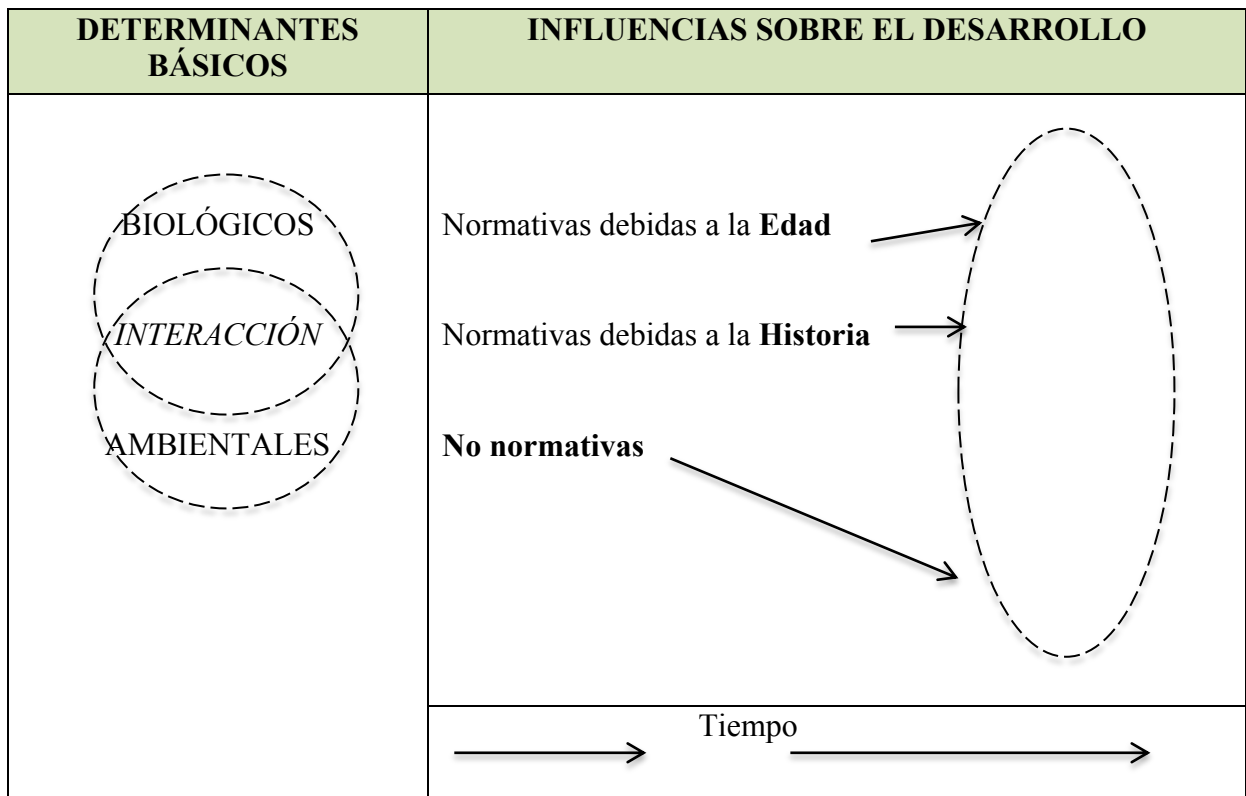 DETERMINANTES
BÁSICOS
INFLUENCIAS SOBRE EL DESARROLLO
BIOLÓGICOS
INTERACCIÓN
AMBIENTALES
Normativas debidas a la Edad
Normativas debidas a la Historia
No normativas
Tiempo